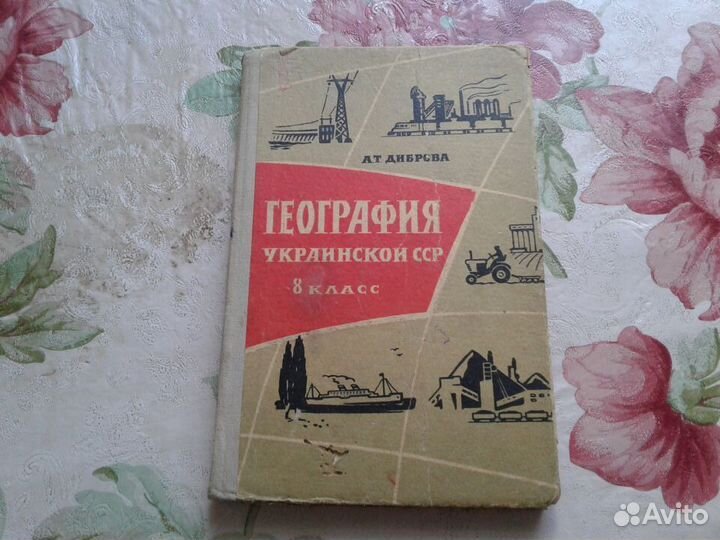 А.Т ДИБРОВА
ГЕОГРАФИЯ
УКРАИНСКОЙ ССР
8 КЛАСС
Avito